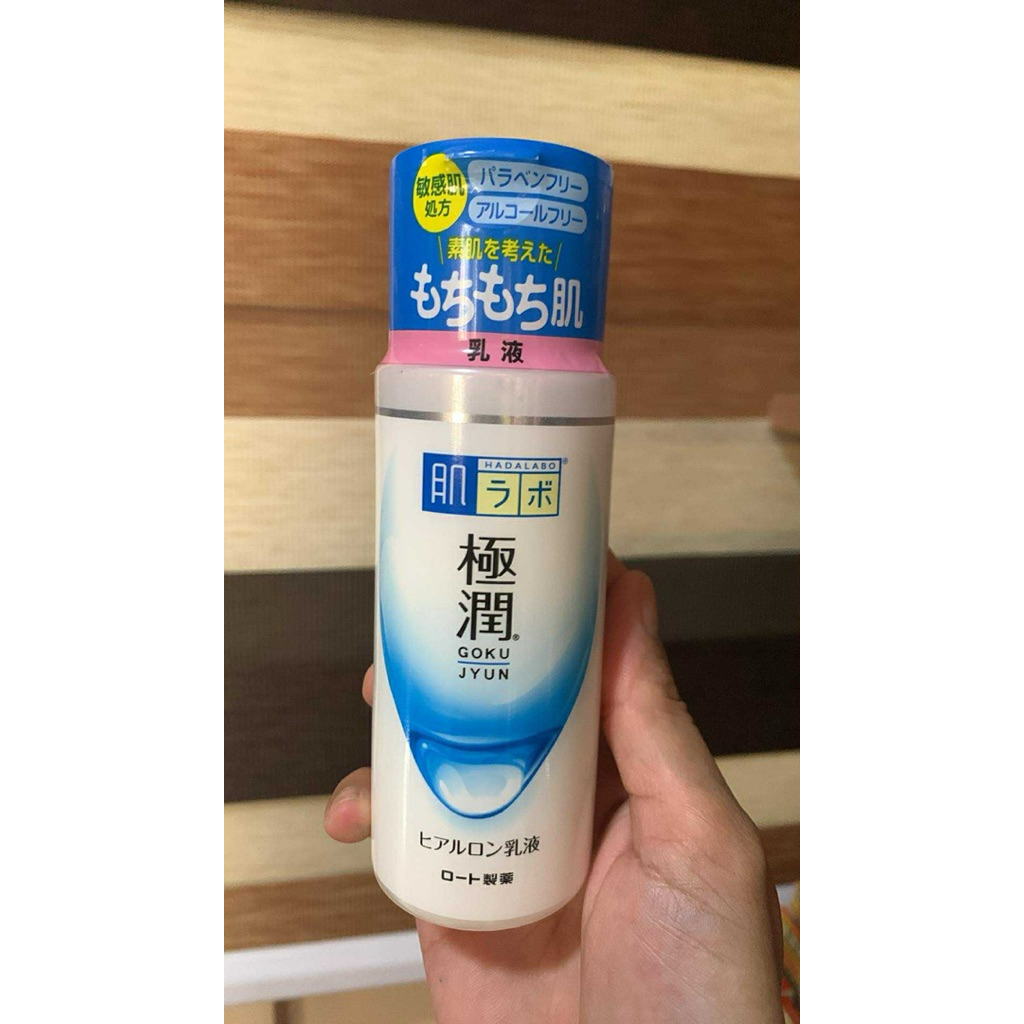 敏感肌
処方
パラベンフリー
アルコールフリー
素肌を考えた
もちもち肌
乳液
HADALABO®
肌ラボ
極
潤®
GOKU
JYUN
ヒアルロン乳液
ロート製薬